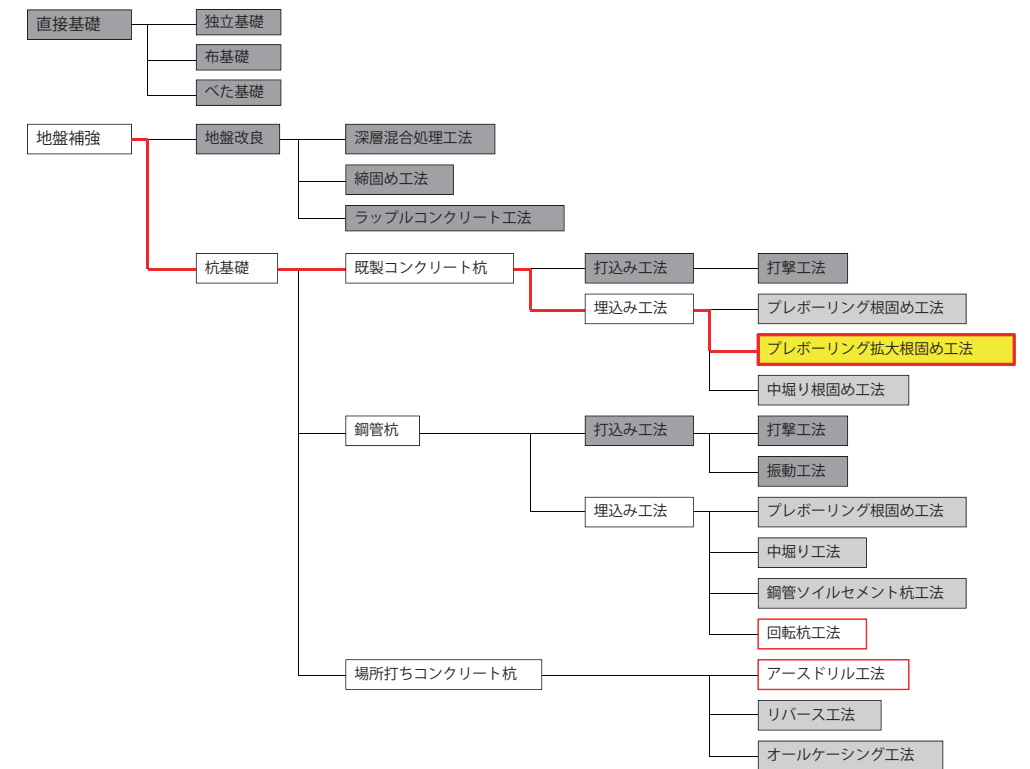 直接基礎
独立基礎
布基礎
べた基礎
地盤補強
地盤改良
深層混合処理工法
締固め工法
ラップルコンクリート工法
杭基礎
既製コンクリート杭
打込み工法
打撃工法
埋込み工法
プレボーリング根固め工法
プレボーリング拡大根固め工法
中堀り根固め工法
鋼管杭
打込み工法
打撃工法
振動工法
埋込み工法
プレボーリング根固め工法
中堀り工法
鋼管ソイルセメント杭工法
回転杭工法
場所打ちコンクリート杭
アースドリル工法
リバース工法
オールケーシング工法